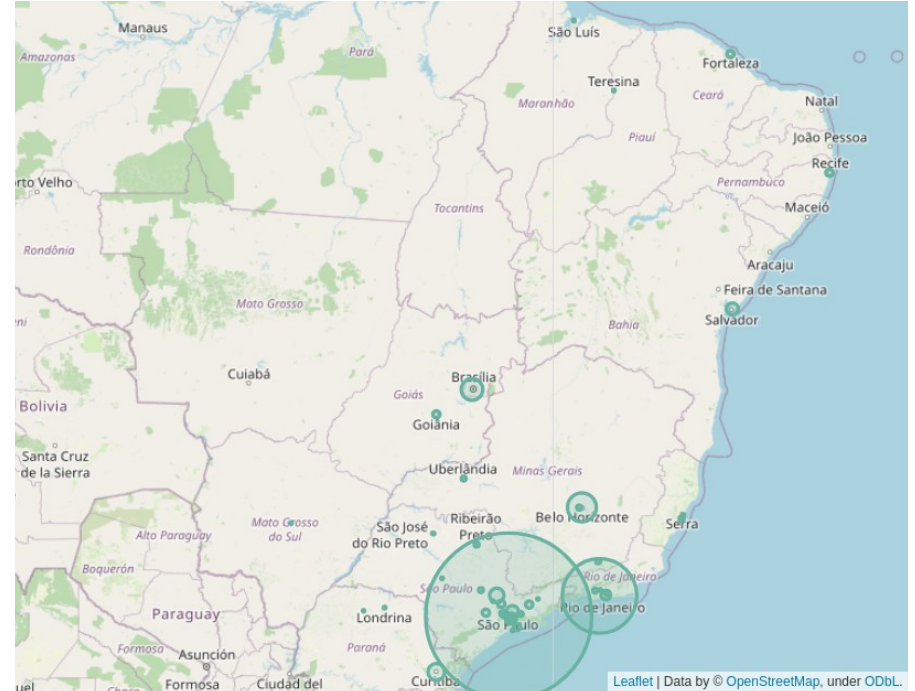 Manaus
São Luís
Amazonas
Pará
Fortaleza
Teresina
Maranhão
Ceará
Natal
Piauí
João Pessoa
Recife
rto Velho
Pernambuco
Tocantins
Maceió
Rondônia
Aracaju
Mato Grosso
Feira de Santana
eni
Salvador
Bahia
Cuiabá
Brasília
Goiás
Bolivia
Goiânia
Santa Cruz
de la Sierra
Uberlândia
Minas Gerais
Mato Grosso
do Sul
São José
do Rio Preto
Ribeirão
Preto
Belo Horizonte
Serra
Alto Paraguay
Boquerón
São Paulo
Rio de Janeiro
Rio de Janeiro
Paraguay
Londrina
São Paulo
Formosa
Asunción
Paraná
Formosa
Ciudad del
Curitiba
uel
Chaco
Leaflet | Data by © OpenStreetMap, under ODbL.